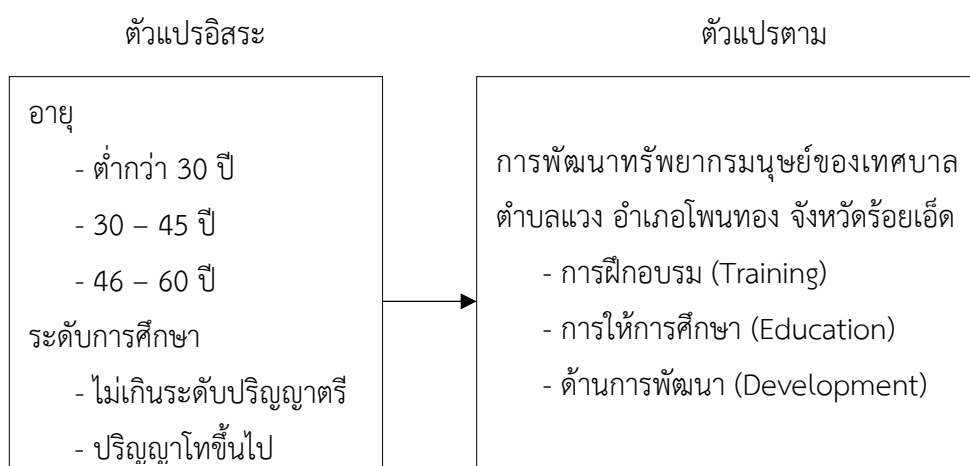 ตัวแปรอิสระ
อายุ
- ต่ำกว่า 30 ปี
- 30 – 45 ปี
- 46 – 60 ปี
ระดับการศึกษา
- ไม่เกินระดับปริญญาตรี
- ปริญญาโทขึ้นไป
ตัวแปรตาม
การพัฒนาทรัพยากรมนุษย์ของเทศบาล
ตำบลแวง อำเภอโพนทอง จังหวัดร้อยเอ็ด
- การฝึกอบรม (Training)
- การให้การศึกษา (Education)
- ด้านการพัฒนา (Development)